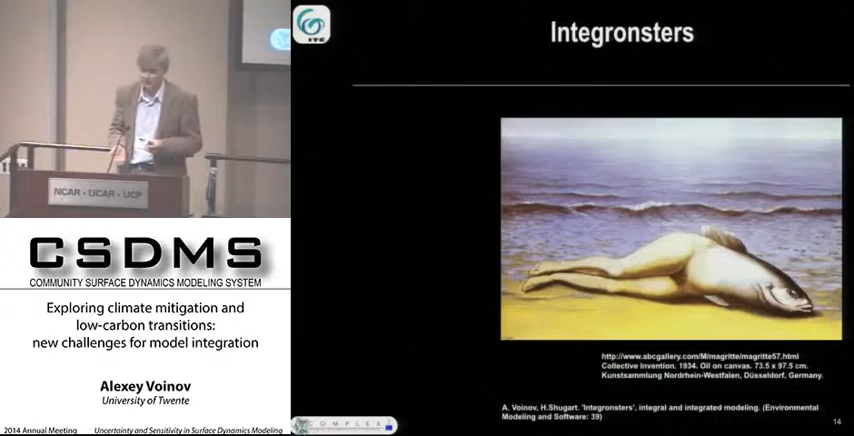 ITC
Integronsters
NCAR - UCAR - UCP
CSDMS
COMMUNITY SURFACE DYNAMICS MODELING SYSTEM
Exploring climate mitigation and
low-carbon transitions:
new challenges for model integration
Alexey Voinov
University of Twente
2014 Annual Meeting
Uncertainty and Sensitivity in Surface Dynamics Modeling
http://www.abcgallery.com/M/magritte/magritte57.html
Collective Invention. 1934. Oil on canvas. 73.5 x 97.5 cm.
Kunstsammlung Nordrhein-Westfalen, Düsseldorf, Germany.
A. Voinov, H.Shugart. 'Integronsters', integral and integrated modeling. (Environmental
Modeling and Software: 39)
COMPLEX
14